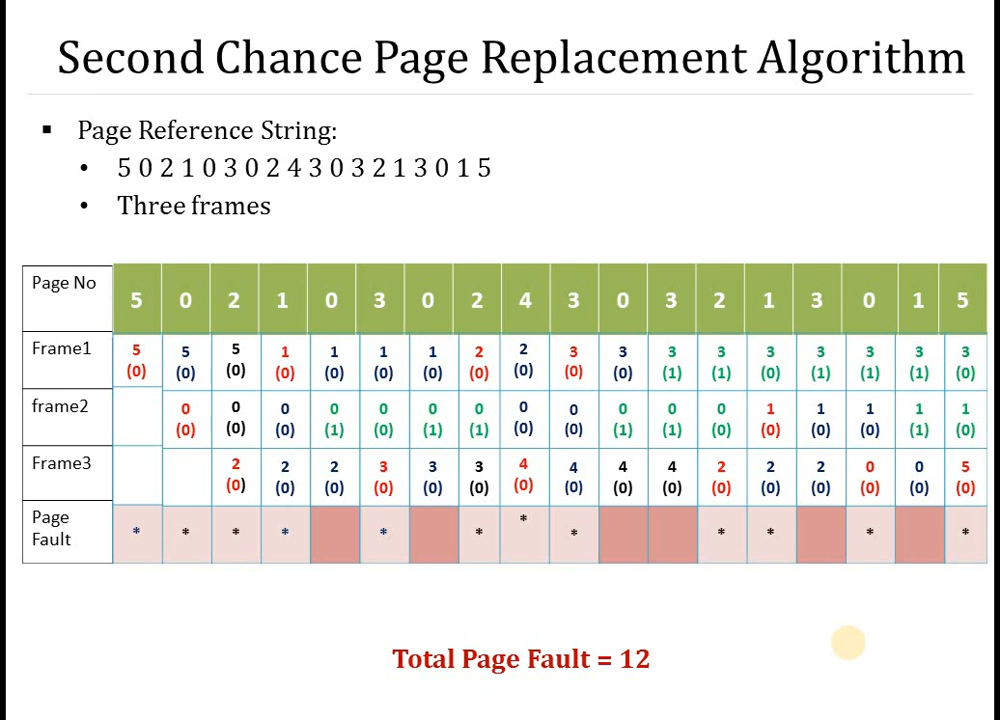 Second Chance Page Replacement Algorithm
▪ Page Reference String:
• 5 0 2 1 0 3 0 2 4 3 0 3 2 1 3 0 1 5
• Three frames
Page No 5 0 2 1 0 3 0 2 4 3 0 3 2 1 3 0 1 5
Frame1 5 5 5 1 1 1 1 2 2 3 3 3 3 3 3 3 3 3
(0) (0) (0) (0) (0) (0) (0) (0) (0) (0) (0) (1) (1) (0) (1) (1) (1) (0)
frame2 0 0 0 0 0 0 0 0 0 0 0 0 1 1 1 1 1
(0) (0) (0) (1) (0) (1) (1) (0) (0) (1) (1) (0) (0) (0) (0) (1) (0)
Frame3 2 2 2 3 3 3 4 4 4 4 2 2 2 0 0 5
(0) (0) (0) (0) (0) (0) (0) (0) (0) (0) (0) (0) (0) (0) (0) (0)
Page
Fault * * * * * * * * * * * *
Total Page Fault = 12